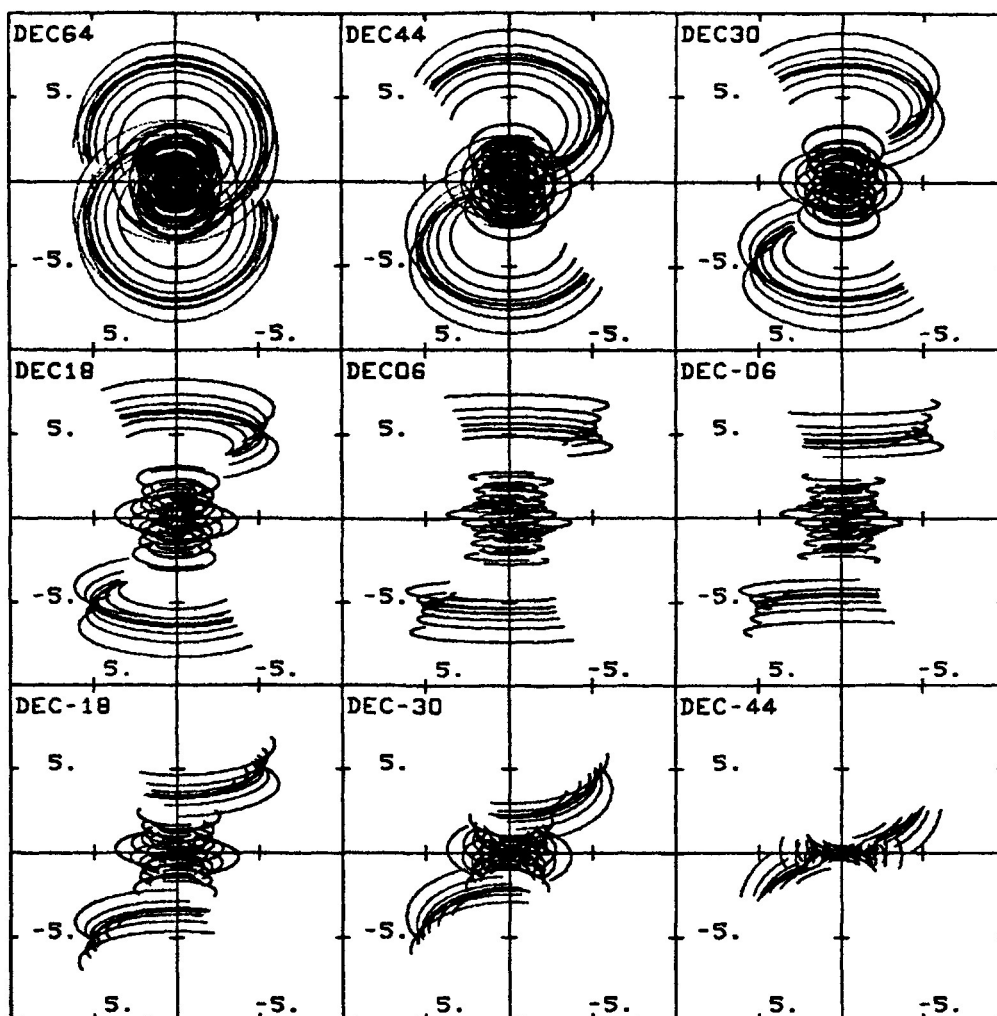 DEC64 DEC44 DEC30
5. 5. 5.
-5. -5. -5.
5. -5. 5. -5. 5. -5.
DEC18 DEC06 DEC-06
5. 5. 5.
-5. -5. -5.
5. -5. 5. -5. 5. -5.
DEC-18 DEC-30 DEC-44
5. 5. 5.
-5. -5. -5.
5. -5. 5. -5. 5. -5.